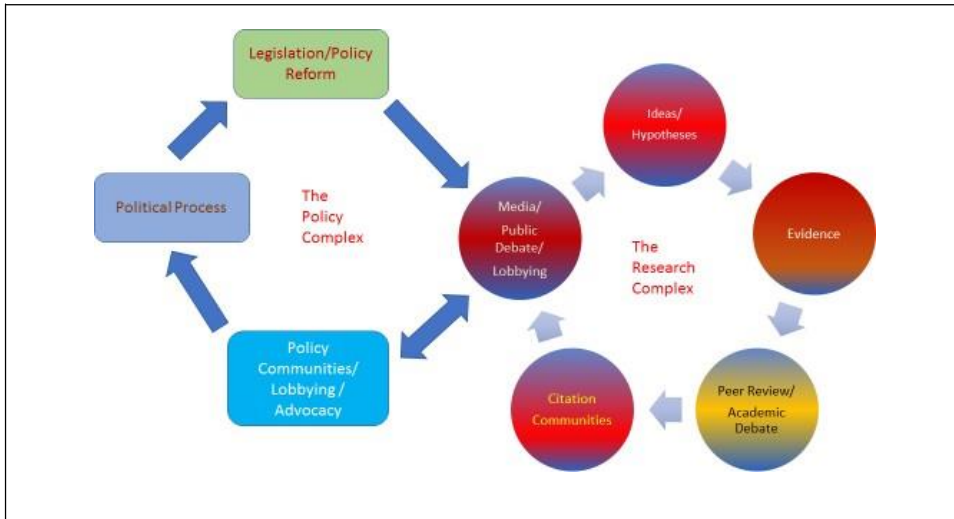 Legislation/Policy
Reform
Political Process
The
Policy
Complex
Policy
Communities/
Lobbying /
Advocacy
Media/
Public
Debate/
Lobbying
Ideas/
Hypotheses
Evidence
The
Research
Complex
Peer Review/
Academic
Debate
Citation
Communities